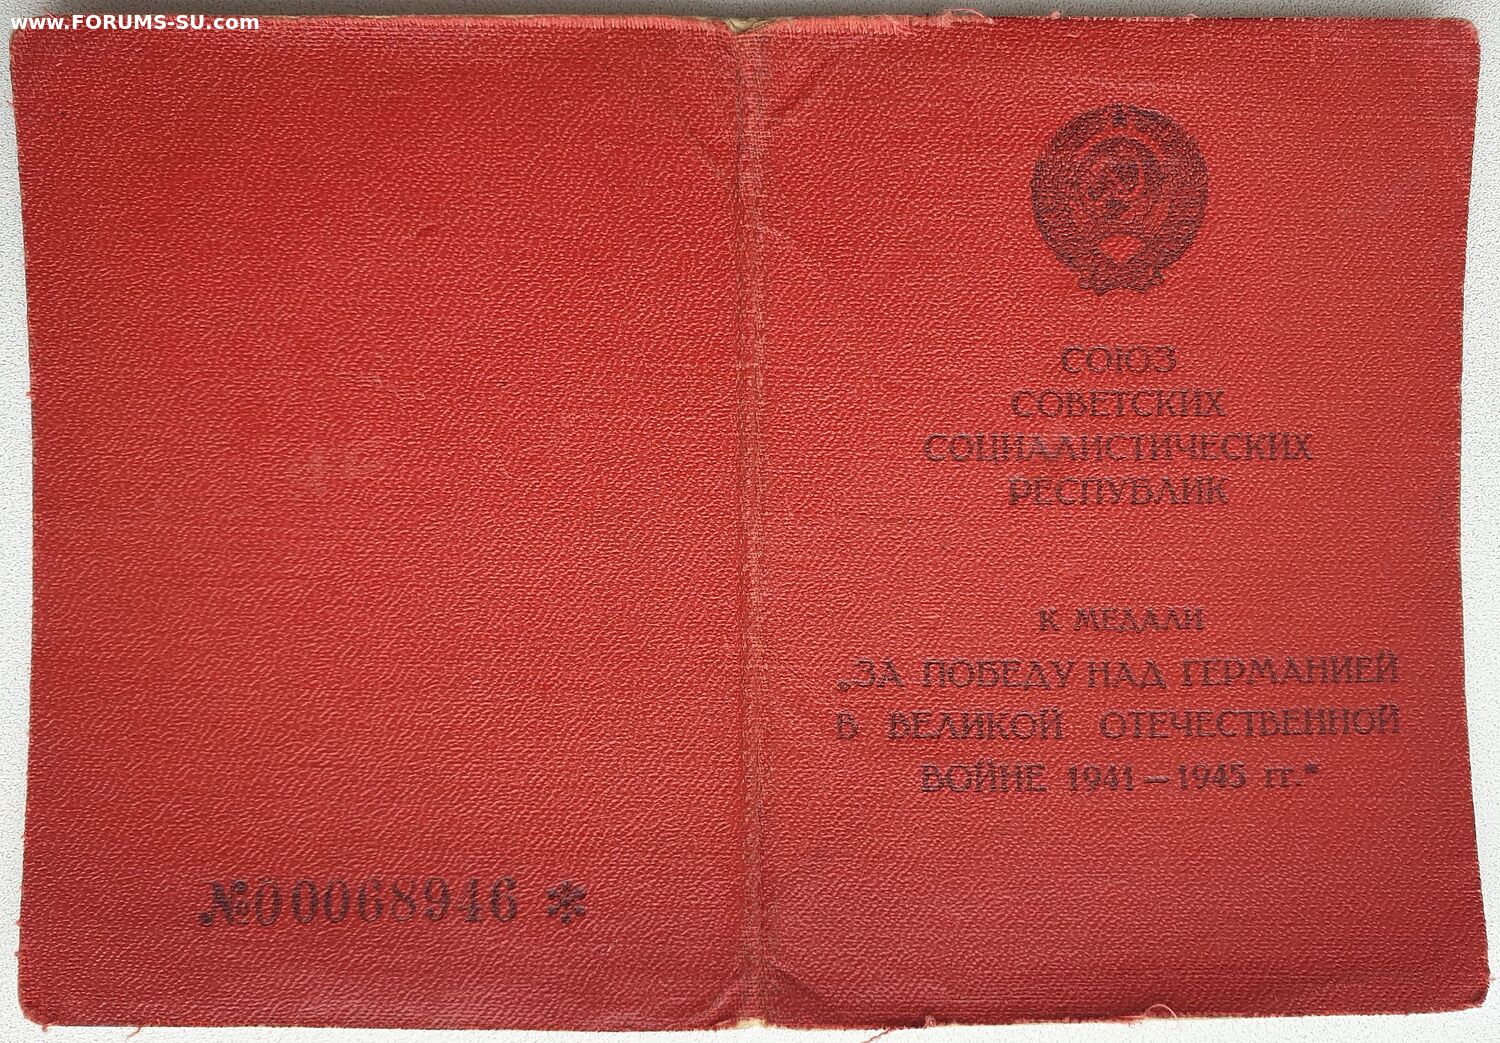 www.FORUMS-SU.com
СОЮЗ
СОВЕТСКИХ
СОЦИАЛИСТИЧЕСКИХ
РЕСПУБЛИК
К МЕДАЛИ
„ЗА ПОБЕДУ НАД ГЕРМАНИЕЙ
В ВЕЛИКОЙ ОТЕЧЕСТВЕННОЙ
ВОЙНЕ 1941—1945 гг."
№00068946 *